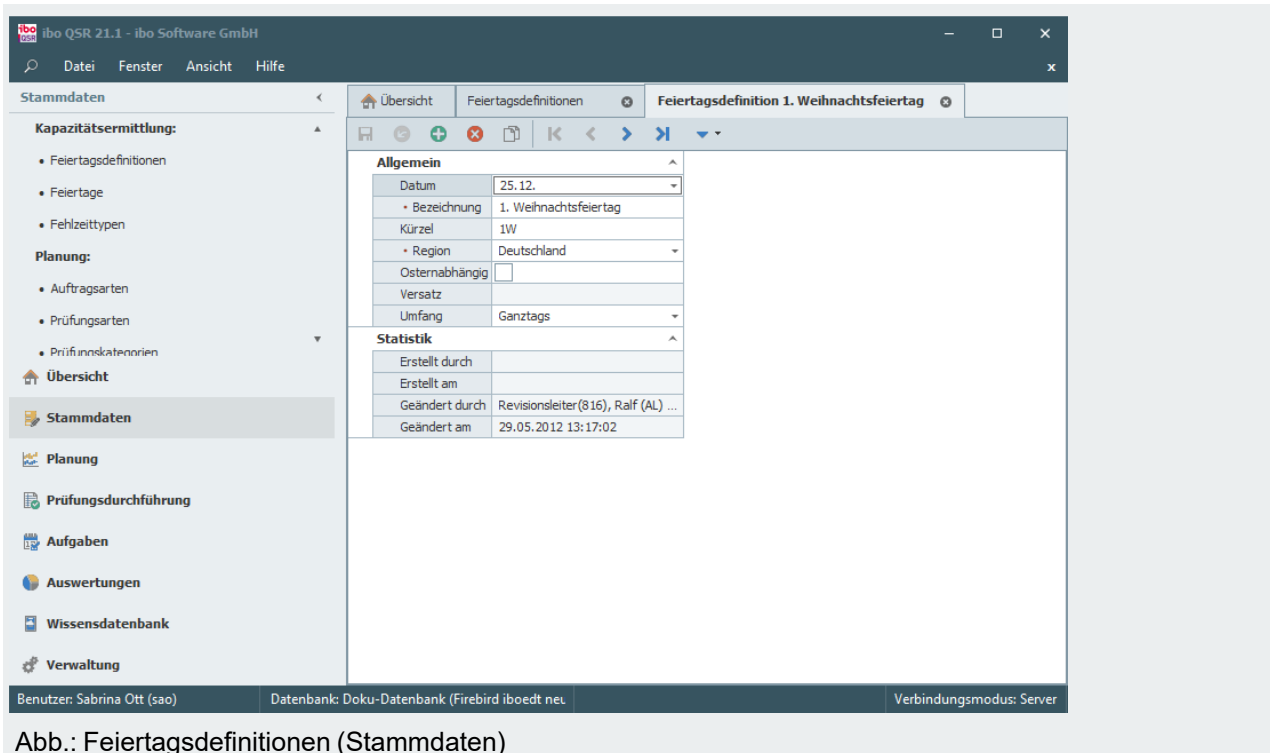 ibo QSR 21.1 - ibo Software GmbH
Datei Fenster Ansicht Hilfe
Stammdaten
Kapazitätsermittlung:
• Feiertagsdefinitionen
• Feiertage
• Fehlzeittypen
Planung:
• Auftragsarten
• Prüfungsarten
• Prüfungskategorien
Übersicht
Stammdaten
Planung
Prüfungsdurchführung
Aufgaben
Auswertungen
Wissensdatenbank
Verwaltung
Übersicht Feiertagsdefinitionen Feiertagsdefinition 1. Weihnachtsfeiertag
Allgemein
Datum 25.12.
• Bezeichnung 1. Weihnachtsfeiertag
Kürzel 1W
• Region Deutschland
Osternabhängig
Versatz
Umfang Ganztags
Statistik
Erstellt durch
Erstellt am
Geändert durch Revisionsleiter(816), Ralf (AL) ...
Geändert am 29.05.2012 13:17:02
Benutzer: Sabrina Ott (sao) Datenbank: Doku-Datenbank (Firebird iboedt neu Verbindungsmodus: Server
Abb.: Feiertagsdefinitionen (Stammdaten)